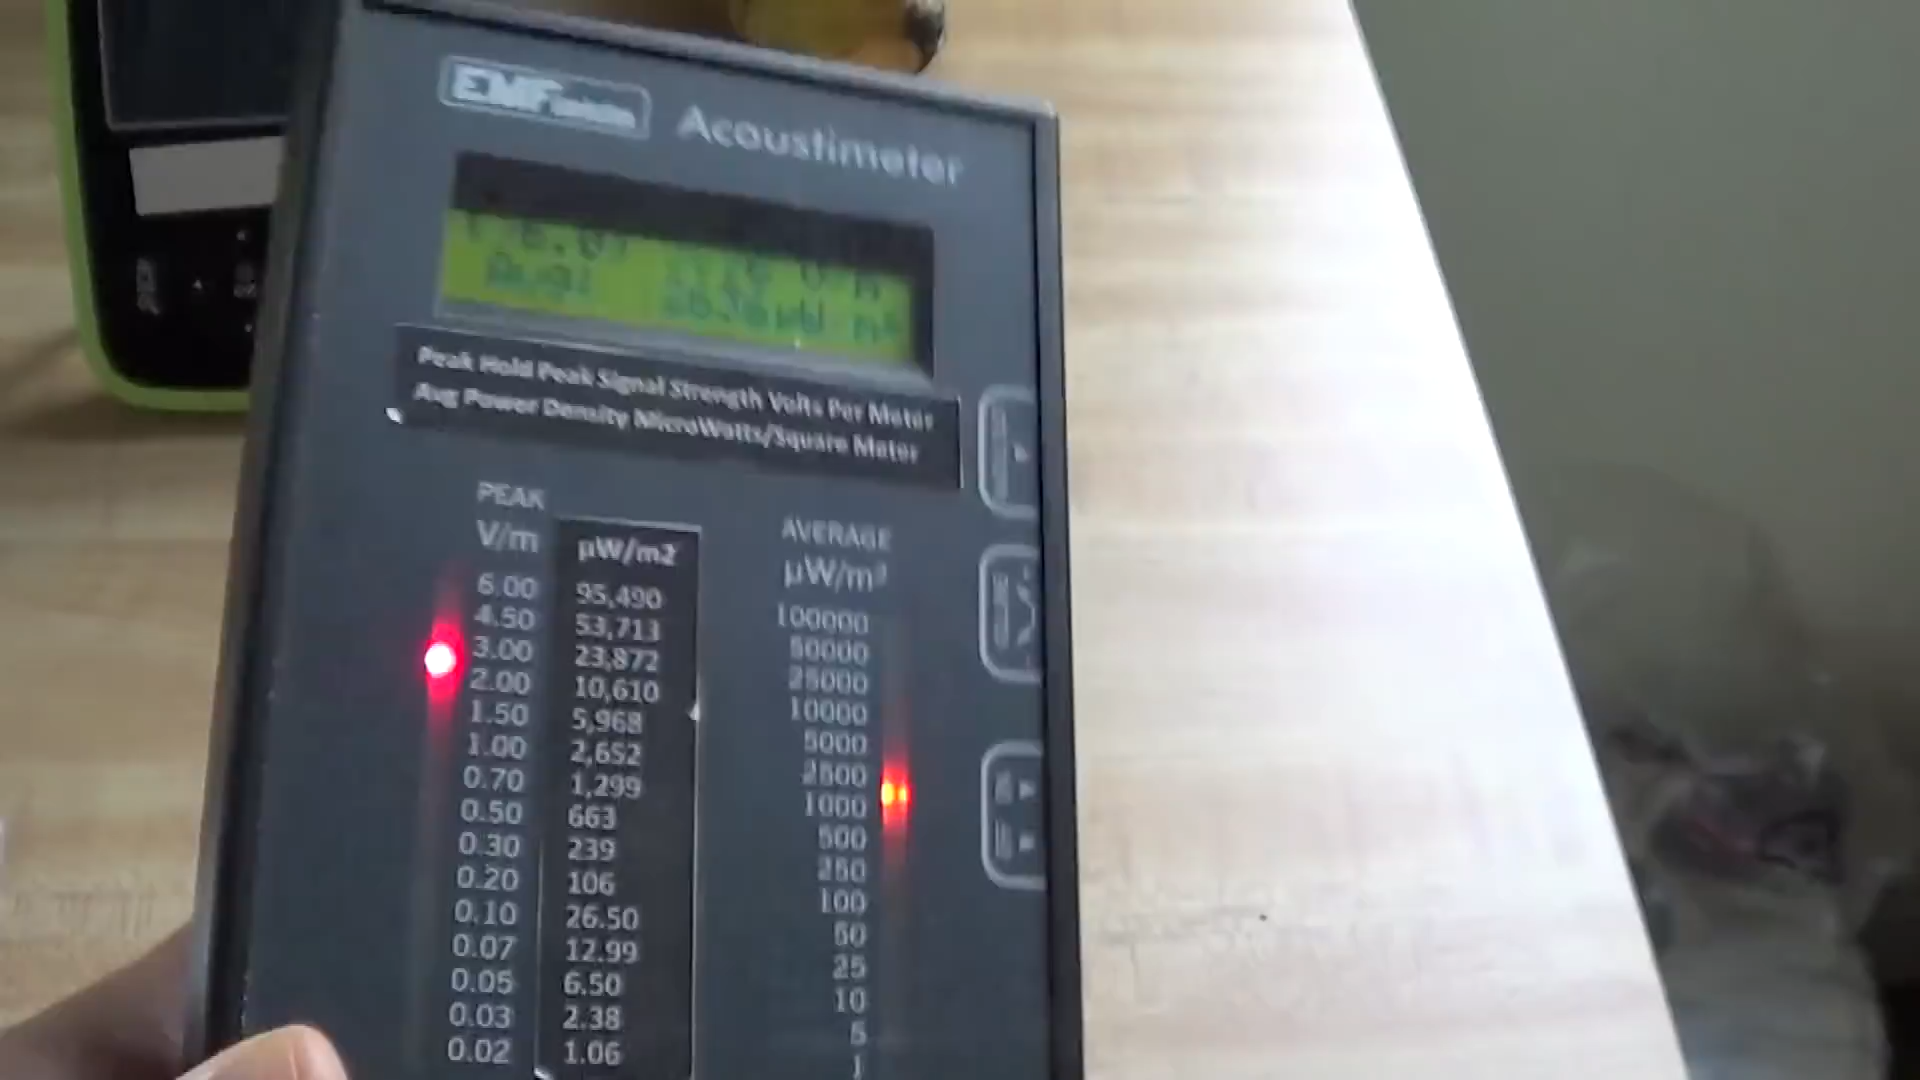 EMF
Acoustimeter
Avg:
Peak Hold Peak Signal Strength Volts Per Meter
Avg Power Density MicroWatts/Square Meter
PEAK AVERAGE
V/m µW/m2 µW/m²
6.00 95,490 100000
4.50 53,713 50000
3.00 23,872 25000
2.00 10,610 10000
1.50 5,968 5000
1.00 2,652 2500
0.70 1,299 1000
0.50 663 500
0.30 239 250
0.20 106 100
0.10 26.50 50
0.07 12.99 25
0.05 6.50 10
0.03 2.38 5
0.02 1.06 1